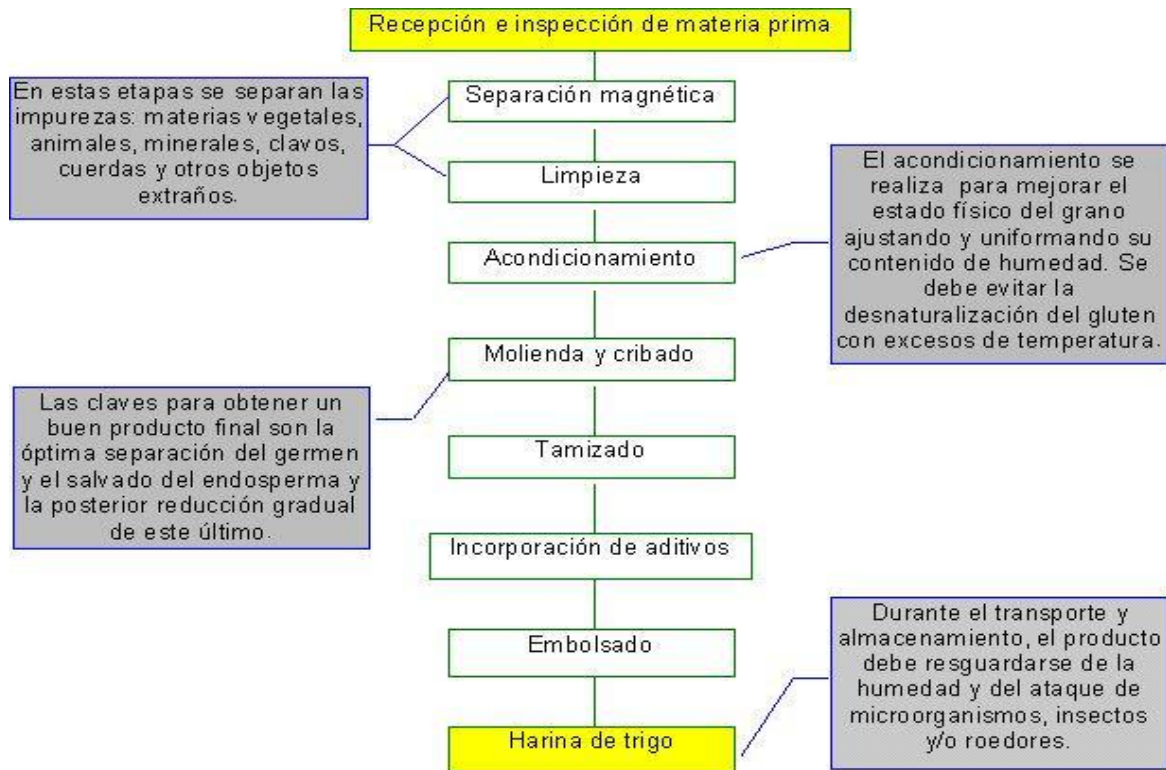 Recepción e inspección de materia prima
Separación magnética
En estas etapas se separan las
impurezas: materias vegetales,
animales, minerales, clavos,
cuerdas y otros objetos
extraños.
Limpieza
Acondicionamiento
El acondicionamiento se
realiza para mejorar el
estado físico del grano
ajustando y uniformando su
contenido de humedad. Se
debe evitar la
desnaturalización del gluten
con excesos de temperatura.
Molienda y cribado
Las claves para obtener un
buen producto final son la
óptima separación del germen
y el salvado del endosperma y
la posterior reducción gradual
de este último.
Tamizado
Incorporación de aditivos
Embolsado
Harina de trigo
Durante el transporte y
almacenamiento, el producto
debe resguardarse de la
humedad y del ataque de
microorganismos, insectos
y/o roedores.